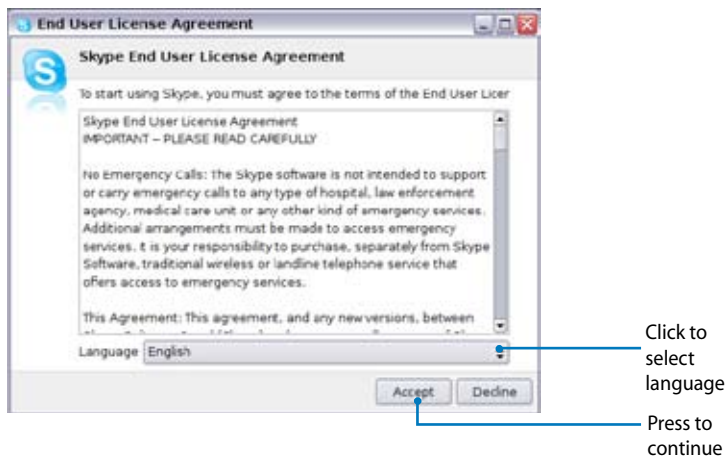 End User License Agreement
S
Skype End User License Agreement
To start using Skype, you must agree to the terms of the End User Licer
Skype End User License Agreement
IMPORTANT – PLEASE READ CAREFULLY
No Emergency Calls: The Skype software is not intended to support
or carry emergency calls to any type of hospital, law enforcement
agency, medical care unit or any other kind of emergency services.
Additional arrangements must be made to access emergency
services. t is your responsibility to purchase, separately from Skype
Software, traditional wireless or landline telephone service that
offers access to emergency services.
This Agreement: This agreement, and any new versions, between
Language English
Accept Decline
Click to
select
language
Press to
continue